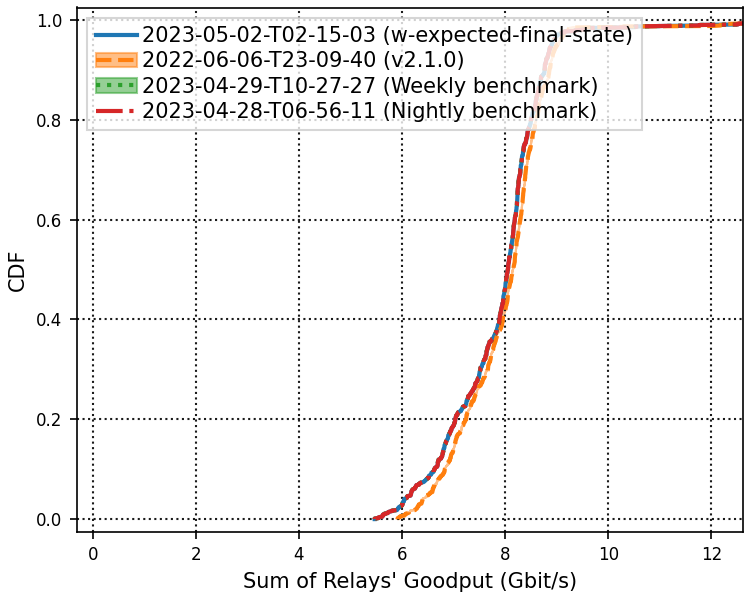 2023-05-02-T02-15-03 (w-expected-final-state)
2022-06-06-T23-09-40 (v2.1.0)
2023-04-29-T10-27-27 (Weekly benchmark)
2023-04-28-T06-56-11 (Nightly benchmark)
1.0
0.8
0.6
0.4
0.2
0.0
CDF
0 2 4 6 8 10 12
Sum of Relays' Goodput (Gbit/s)